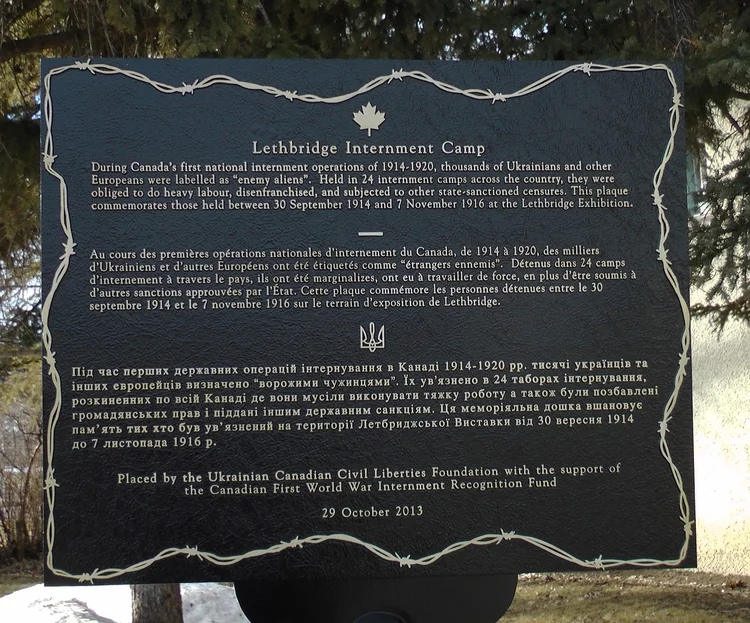 Lethbridge Internment Camp
During Canada's first national internment operations of 1914-1920, thousands of Ukrainians and other
Europeans were labelled as "enemy aliens". Held in 24 internment camps across the country, they were
obliged to do heavy labour, disenfranchised, and subjected to other state-sanctioned censures. This plaque
commemorates those held between 30 September 1914 and 7 November 1916 at the Lethbridge Exhibition.
Au cours des premières opérations nationales d'internement du Canada, de 1914 à 1920, des milliers
d'Ukrainiens et d'autres Européens ont été étiquetés comme "étrangers ennemis". Détenus dans 24 camps
d'internement à travers le pays, ils ont été marginalizes, ont eu à travailler de force, en plus d'être soumis à
d'autres sanctions approuvées par l'État. Cette plaque commémore les personnes détenues entre le 30
septembre 1914 et le 7 novembre 1916 sur le terrain d'exposition de Lethbridge.
Під час перших державних операцій інтернування в Канаді 1914-1920 рр. тисячі українців та
інших европейців визначено "ворожими чужинцями". Їх ув'язнено в 24 таборах інтернування,
розкиненних по всій Канаді де вони мусіли виконувати тяжку роботу а також були позбавлені
громадянських прав і піддані іншим державним санкціям. Ця меморіяльна дошка вшановує
пам'ять тих хто був ув'язнений на території Летбриджської Виставки від 30 вересня 1914
до 7 листопада 1916 р.
Placed by the Ukrainian Canadian Civil Liberties Foundation with the support of
the Canadian First World War Internment Recognition Fund
29 October 2013